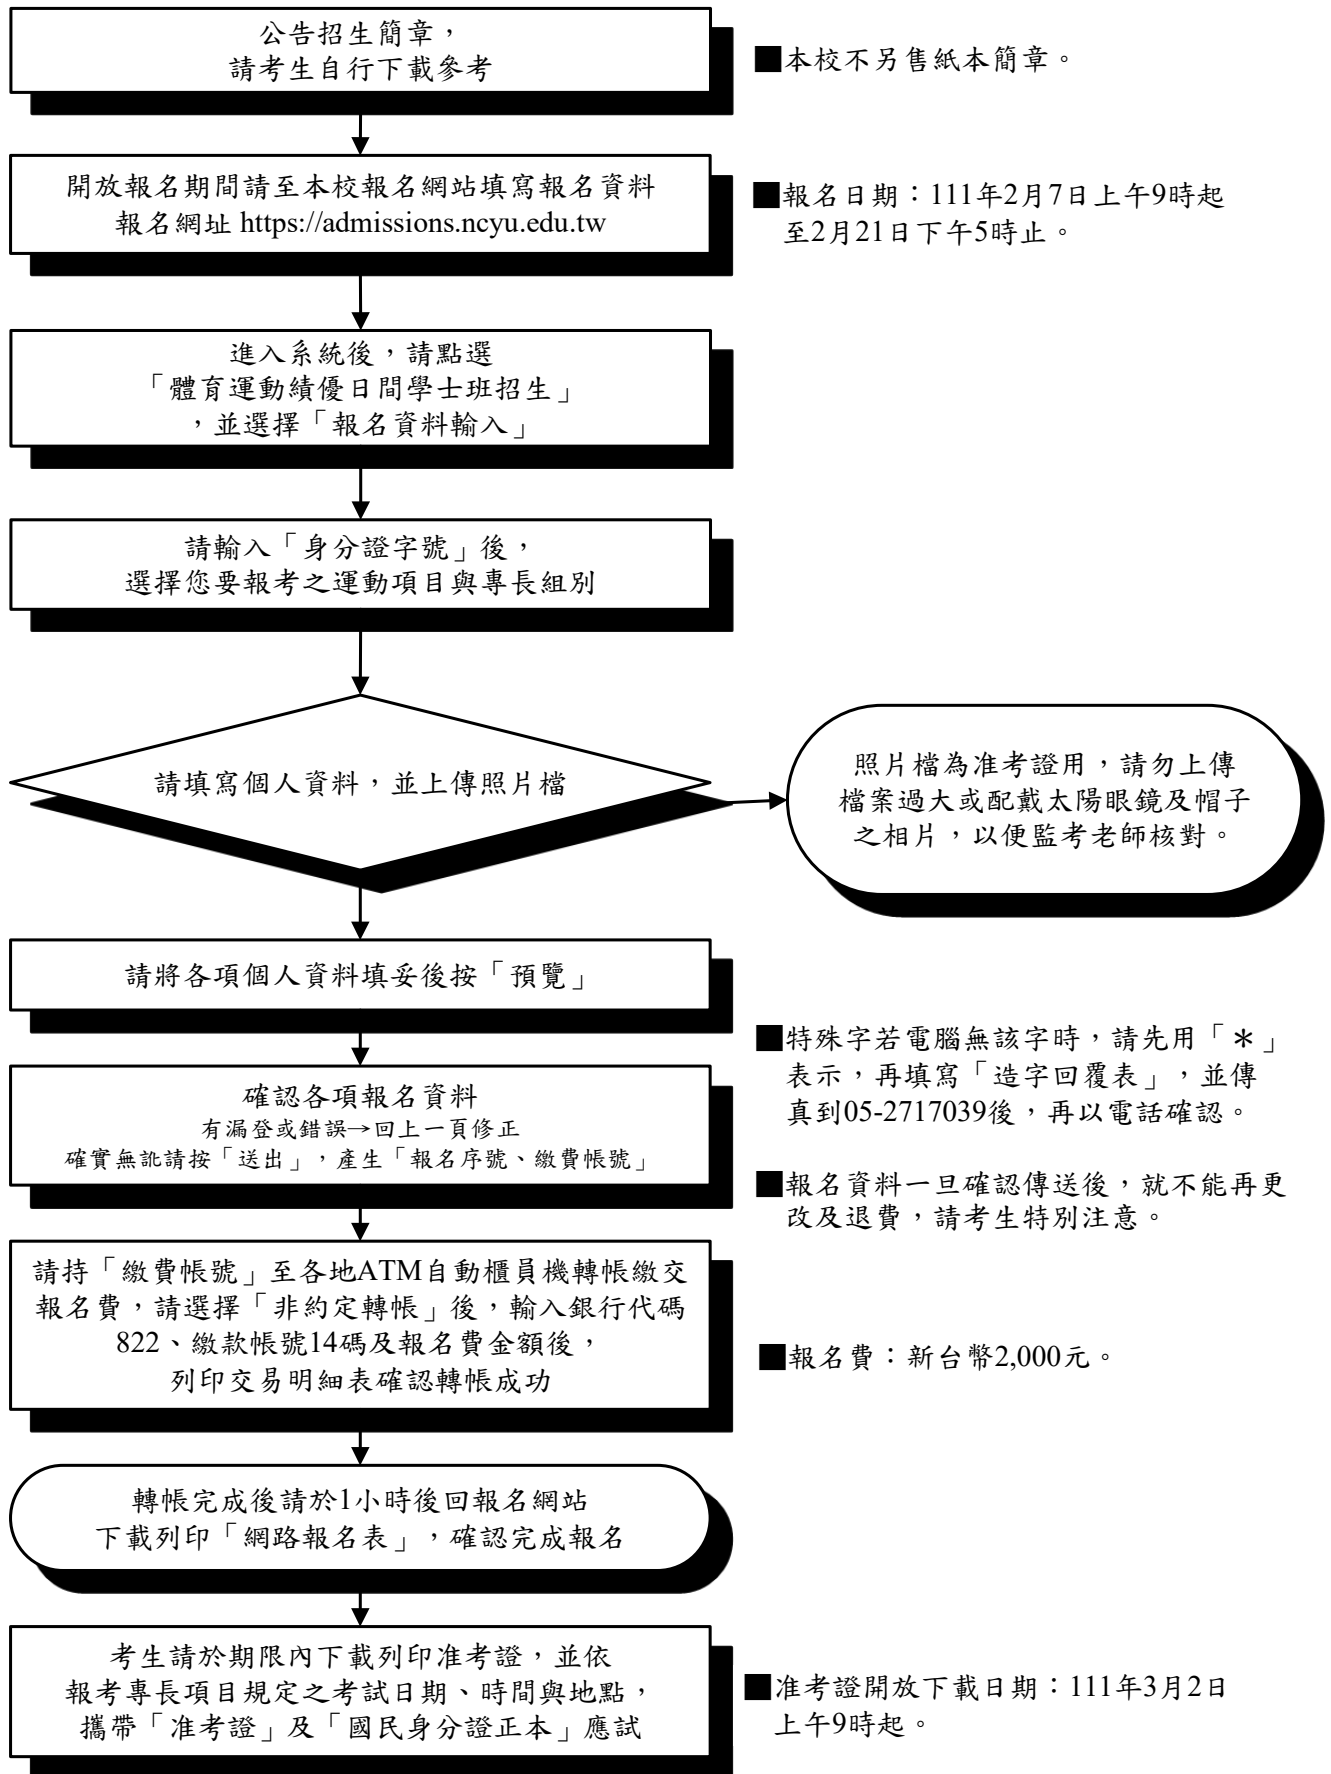 公告招生簡章，
請考生自行下載參考
■本校不另售紙本簡章。
開放報名期間請至本校報名網站填寫報名資料
報名網址 https://admissions.ncyu.edu.tw
■報名日期：111年2月7日上午9時起
至2月21日下午5時止。
進入系統後，請點選
「體育運動績優日間學士班招生」
，並選擇「報名資料輸入」
請輸入「身分證字號」後，
選擇您要報考之運動項目與專長組別
請填寫個人資料，並上傳照片檔
照片檔為准考證用，請勿上傳
檔案過大或配戴太陽眼鏡及帽子
之相片，以便監考老師核對。
請將各項個人資料填妥後按「預覽」
■特殊字若電腦無該字時，請先用「＊」
表示，再填寫「造字回覆表」，並傳
真到05-2717039後，再以電話確認。
確認各項報名資料
有漏登或錯誤→回上一頁修正
確實無訛請按「送出」，產生「報名序號、繳費帳號」
■報名資料一旦確認傳送後，就不能再更
改及退費，請考生特別注意。
請持「繳費帳號」至各地ATM自動櫃員機轉帳繳交
報名費，請選擇「非約定轉帳」後，輸入銀行代碼
822、繳款帳號14碼及報名費金額後，
列印交易明細表確認轉帳成功
■報名費：新台幣2,000元。
轉帳完成後請於1小時後回報名網站
下載列印「網路報名表」，確認完成報名
考生請於期限內下載列印准考證，並依
報考專長項目規定之考試日期、時間與地點，
攜帶「准考證」及「國民身分證正本」應試
■准考證開放下載日期：111年3月2日
上午9時起。